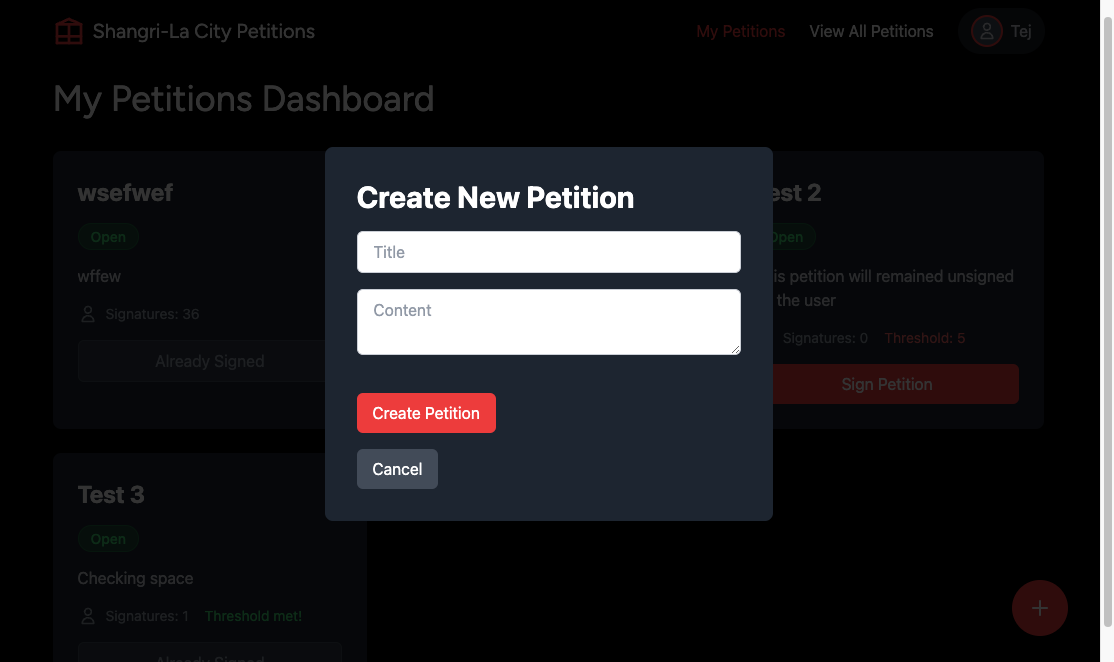 Shangri-La City Petitions
My Petitions
View All Petitions
Tej
My Petitions Dashboard
wsefwef
Open
wffew
Signatures: 36
Already Signed
Create New Petition
Title
Content
Create Petition
Cancel
est 2
Open
is petition will remained unsigned
the user
Signatures: 0
Threshold: 5
Sign Petition
Test 3
Open
Checking space
Signatures: 1
Threshold met!
Already Signed